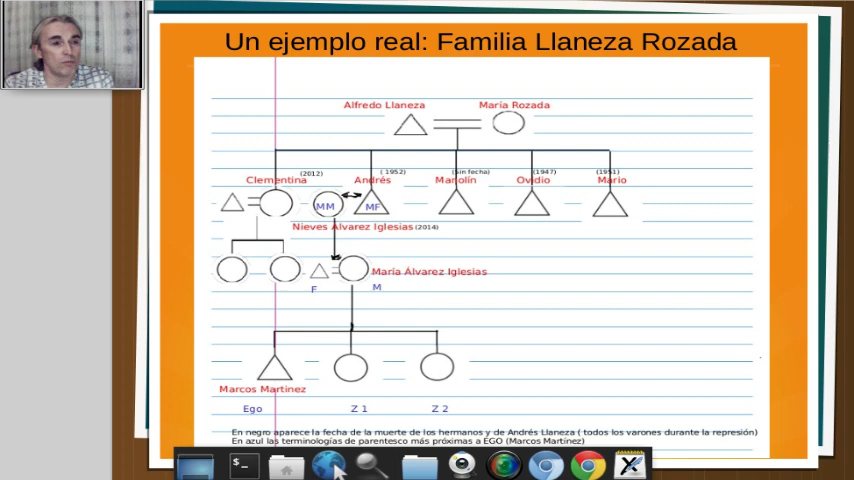 Un ejemplo real: Familia Llaneza Rozada
Alfredo Llaneza
María Rozada
(2012)
( 1952)
(Sin fecha)
(1947)
(1951)
Clementina
Andrés
Manolín
Ovidio
Mario
MM
MF
Nieves Álvarez Iglesias (2014)
María Álvarez Iglesias
F
M
Marcos Martínez
Ego
Z 1
Z 2
En negro aparece la fecha de la muerte de los hermanos y de Andrés Llaneza ( todos los varones durante la represión)
En azul las terminologías de parentesco más próximas a EGO (Marcos Martínez)
$_
X